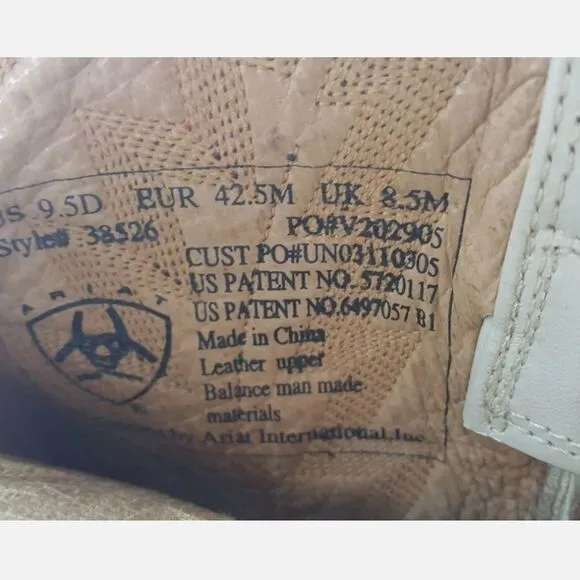 US 9.5D EUR 42.5M UK 8.5M
Style# 38526 PO#V202905
CUST PO#UN03110305
US PATENT NO. 5720117
US PATENT NO.6497057 B1
ARIAT
Made in China
Leather upper
Balance man made
materials
by Ariat International, Inc.